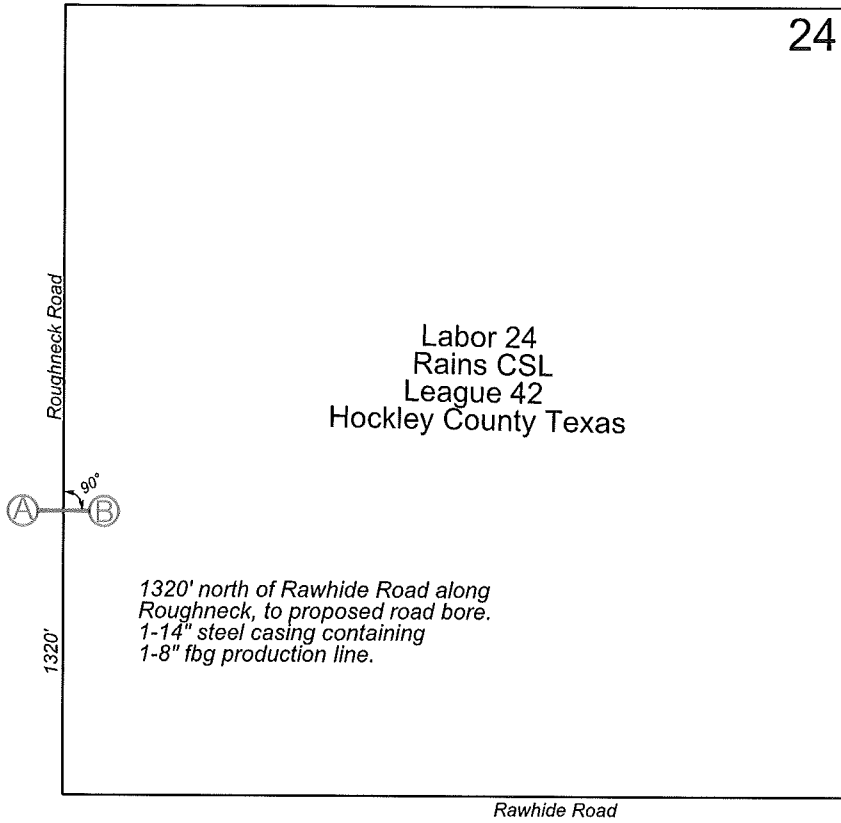 24
Roughneck Road
Labor 24
Rains CSL
League 42
Hockley County Texas
90°
A
B
1320' north of Rawhide Road along
Roughneck, to proposed road bore.
1-14" steel casing containing
1-8" fbg production line.
1320'
Rawhide Road